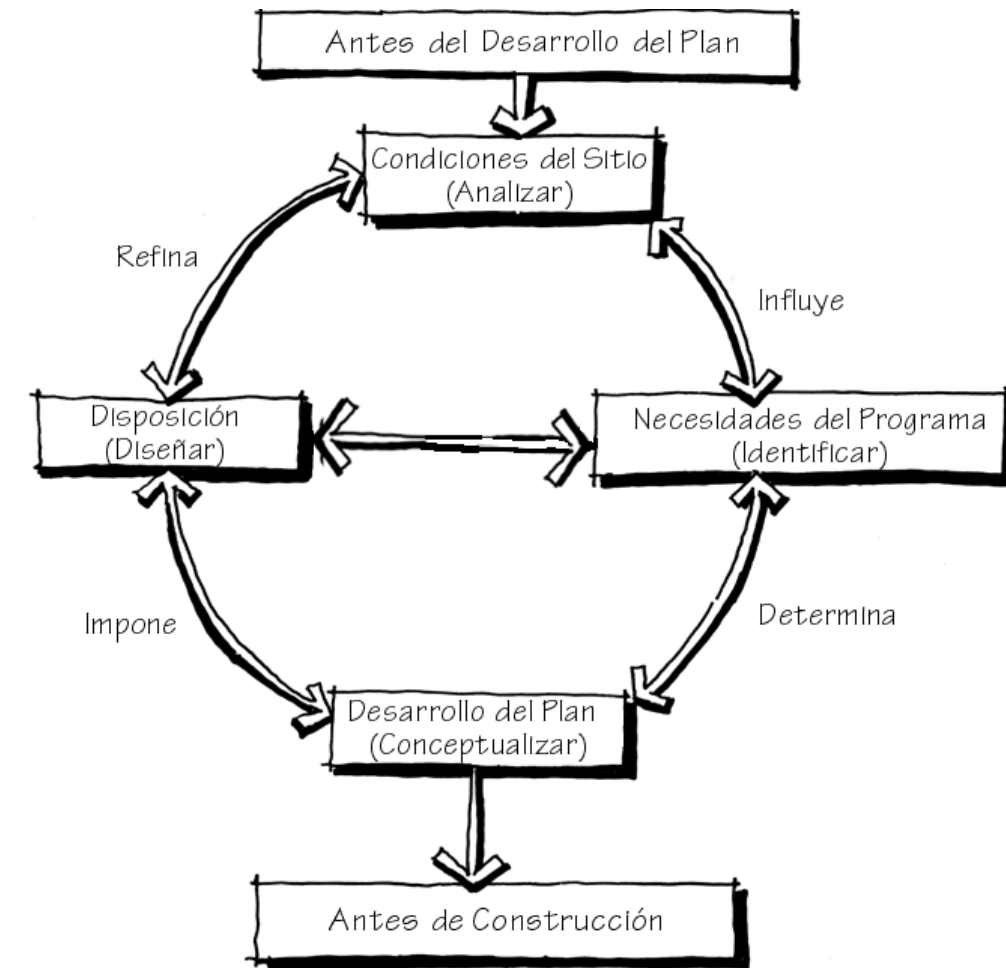 Antes del Desarrollo del Plan
Condiciones del Sitio
(Analizar)
Refina
Influye
Disposición
(Diseñar)
Necesidades del Programa
(Identificar)
Impone
Determina
Desarrollo del Plan
(Conceptualizar)
Antes de Construcción